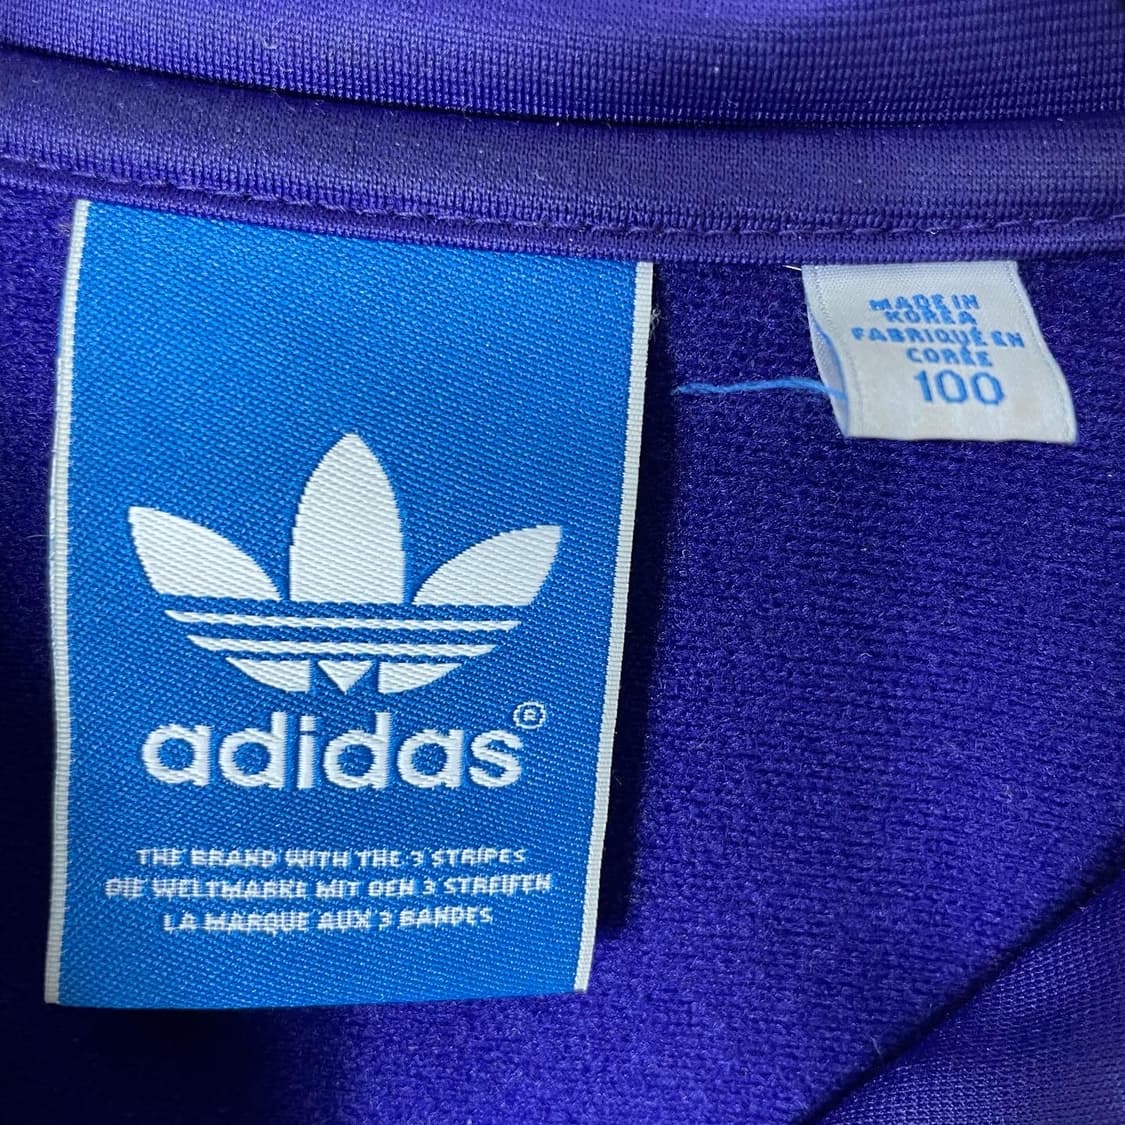 adidas®
THE BRAND WITH THE 3 STRIPES
DIE WELTMARKE MIT DEN 3 STREIFEN
LA MARQUE AUX 3 BANDES
MADE IN
KOREA
FABRIQUÉ EN
CORÉE
100